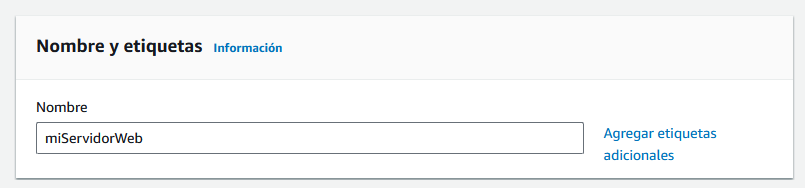 Nombre y etiquetas Información
Nombre
miServidorWeb
Agregar etiquetas
adicionales